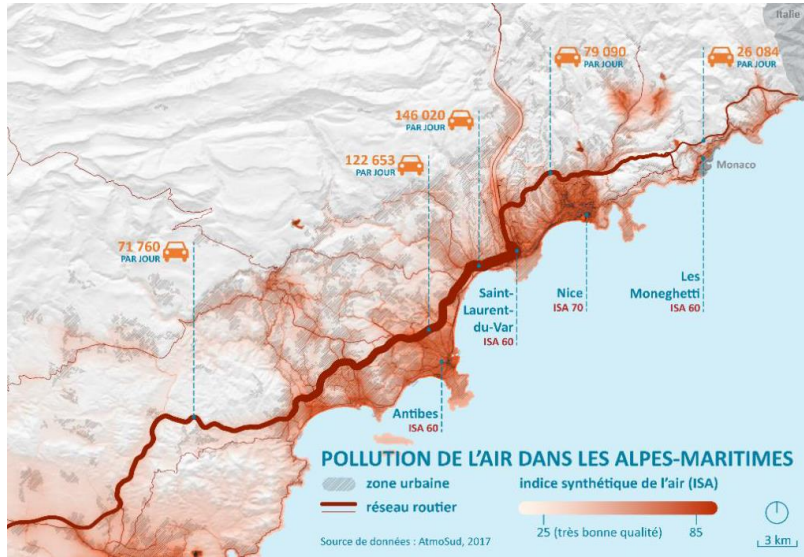 Italie
79 090
PAR JOUR
26 084
PAR JOUR
146 020
PAR JOUR
Monaco
122 653
PAR JOUR
71 760
PAR JOUR
Saint-
Laurent-
du-Var
ISA 60
Nice
ISA 70
Les
Moneghetti
ISA 60
Antibes
ISA 60
POLLUTION DE L'AIR DANS LES ALPES-MARITIMES
zone urbaine
indice synthétique de l'air (ISA)
réseau routier
25 (très bonne qualité)
85
Source de données : AtmoSud, 2017
3 km